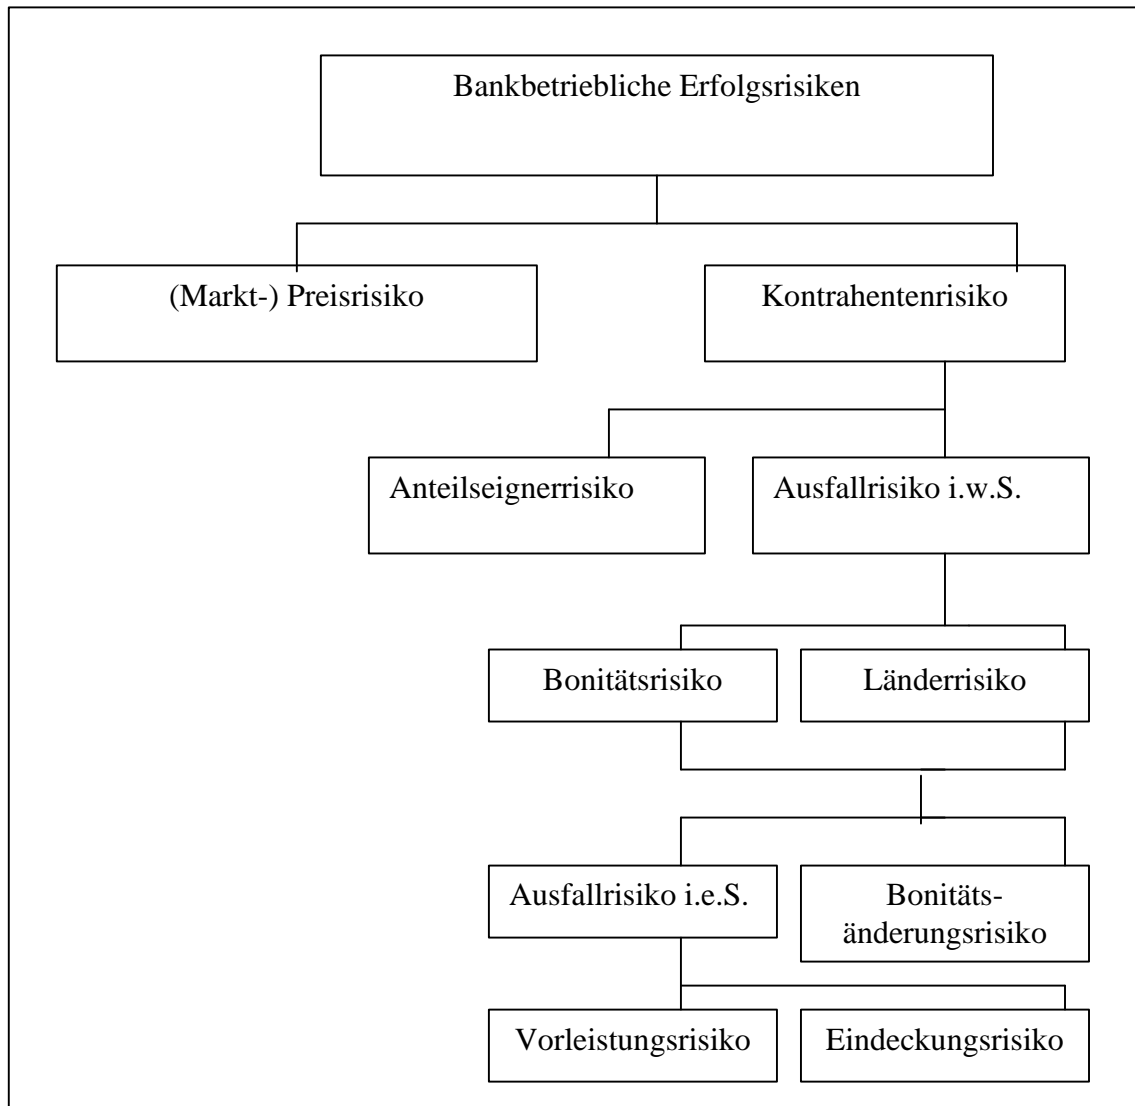 Bankbetriebliche Erfolgsrisiken
(Markt-) Preisrisiko
Kontrahentenrisiko
Anteilseignerrisiko
Ausfallrisiko i.w.S.
Bonitätsrisiko
Länderrisiko
Ausfallrisiko i.e.S.
Bonitäts-
änderungsrisiko
Vorleistungsrisiko
Eindeckungsrisiko